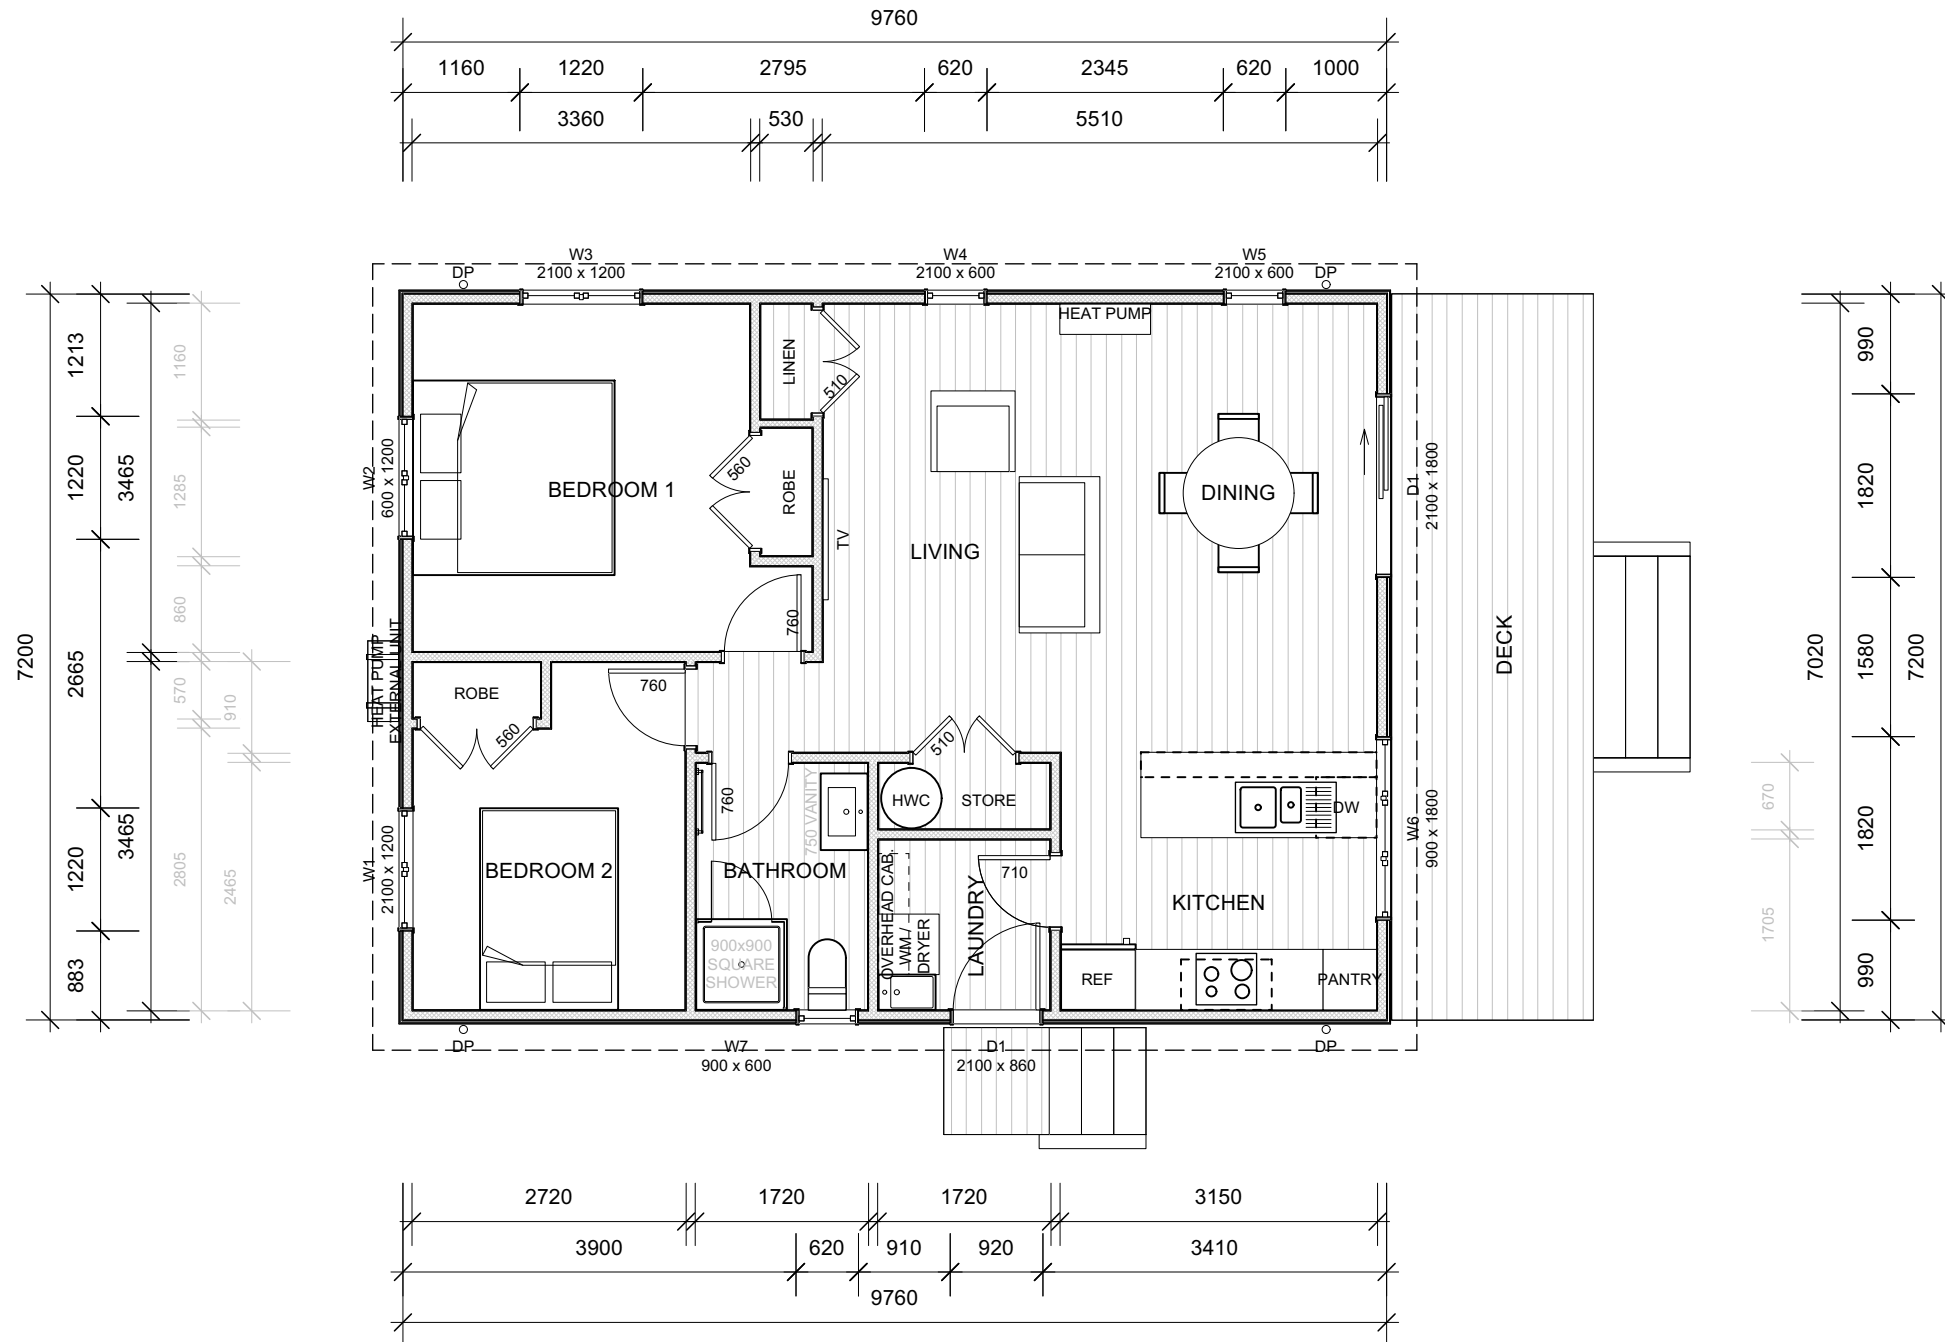 9760
1160 1220 2795 620 2345 620 1000
3360 530 5510
W3
2100 x 1200
W4
2100 x 600
W5
2100 x 600
DP
DP
HEAT PUMP
LINEN
510
1213
1220
2665
1220
883
7200
3465
3465
1160
1285
860
570
2805
910
2465
W2
600 x 1200
BEDROOM 1
560
ROBE
TV
LIVING
DINING
D1
2100 x 1800
DECK
990
1820
1580
1820
990
7020
7200
670
1705
HEAT PUMP
EXTERNAL UNIT
760
ROBE
560
760
W1
2100 x 1200
BEDROOM 2
760
750 VANITY
BATHROOM
900x900
SQUARE
SHOWER
510
HWC
STORE
OVERHEAD CAB.
WM /
DRYER
LAUNDRY
710
DW
W6
900 x 1800
KITCHEN
REF
PANTRY
DP
W7
900 x 600
D1
2100 x 860
DP
2720 1720 1720 3150
3900 620 910 920 3410
9760